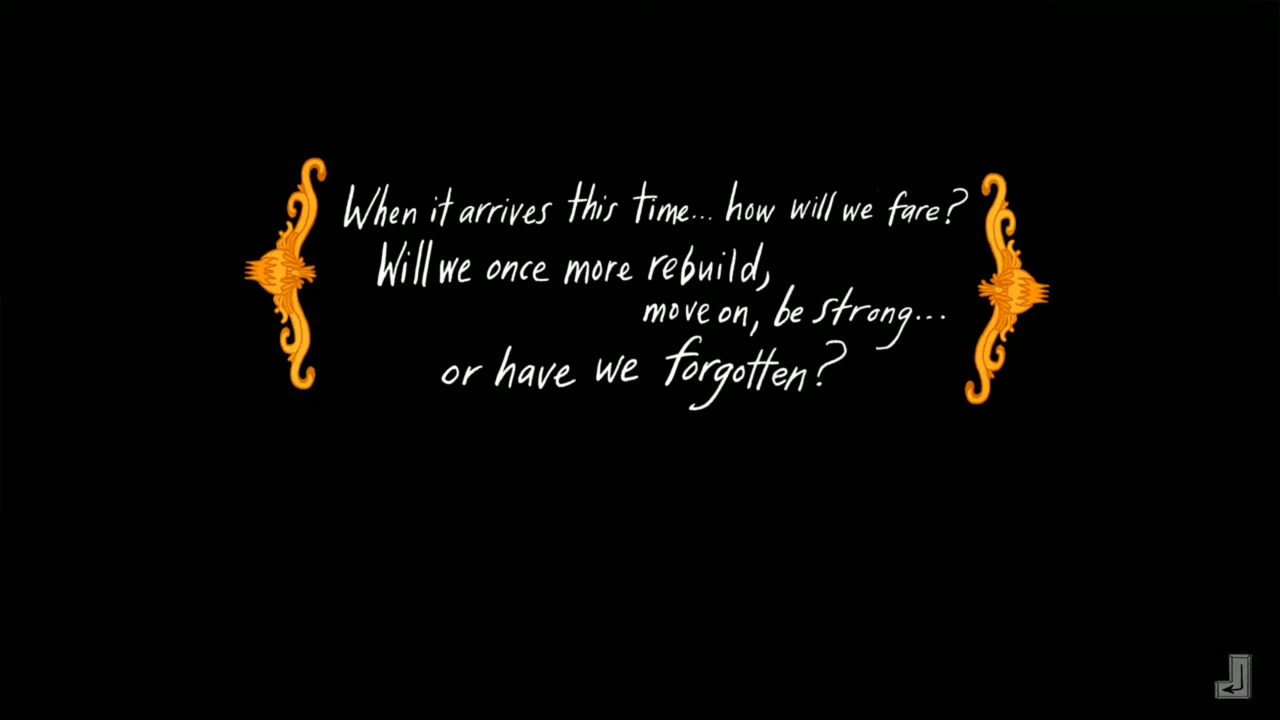 When it arrives this time... how will we fare?
Will we once more rebuild,
move on, be strong...
or have we forgotten?